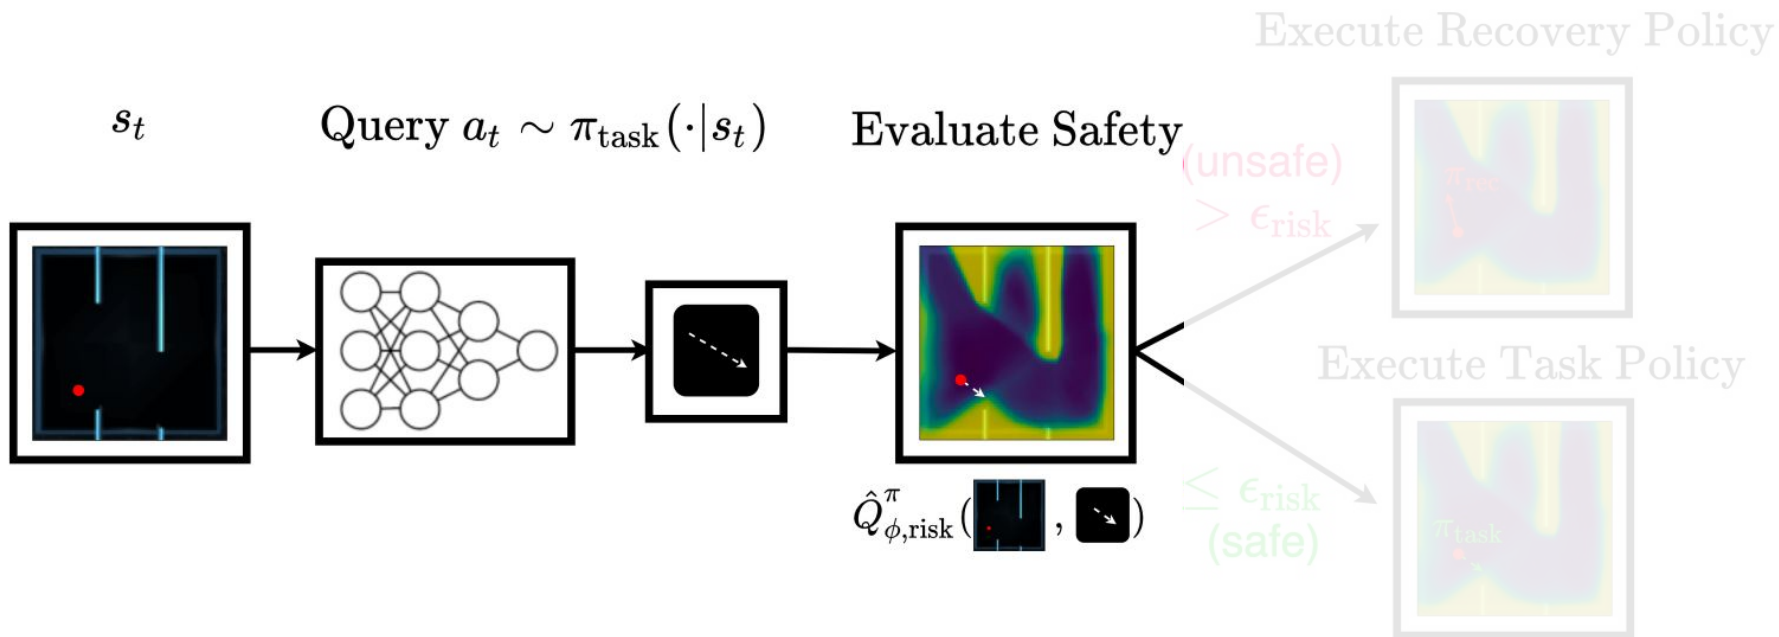 Execute Recovery Policy
s_t
Query a_t ∼ π_task(·|s_t)
Evaluate Safety
(unsafe)
> ϵ_risk
π_rec
Execute Task Policy
Q̂^π_ϕ,risk( , )
≤ ϵ_risk
(safe)
π_task